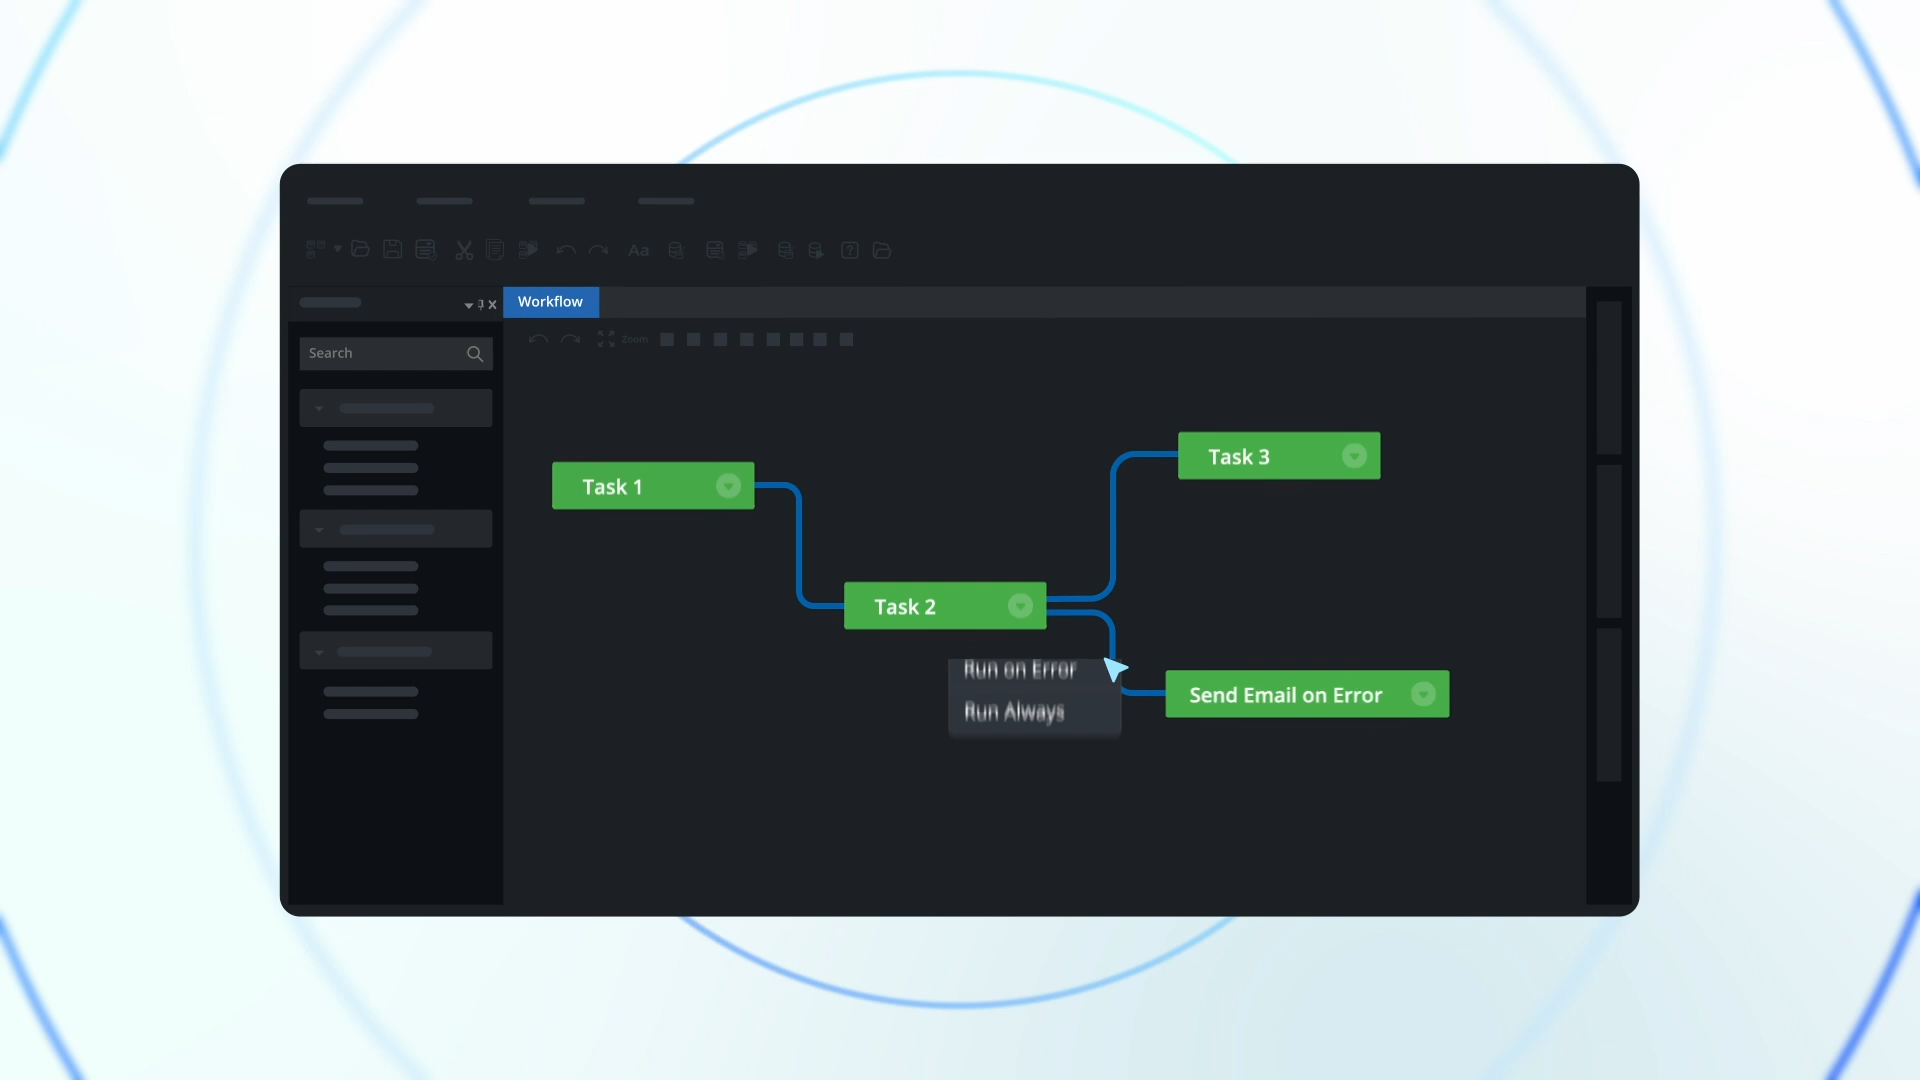 Aa
?
Workflow
Zoom
Search
Task 3
Task 1
Task 2
Run on Error
Send Email on Error
Run Always